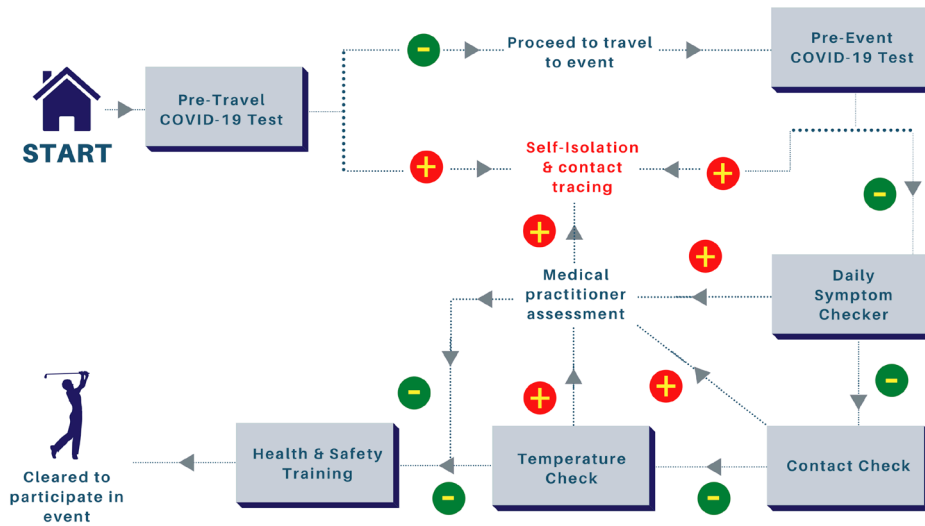 START
Pre-Travel
COVID-19 Test
−
Proceed to travel
to event
Pre-Event
COVID-19 Test
+
Self-Isolation
& contact
tracing
+
−
+
Medical
practitioner
assessment
+
Daily
Symptom
Checker
−
Contact Check
+
−
Temperature
Check
+
−
−
Health & Safety
Training
Cleared to
participate in
event